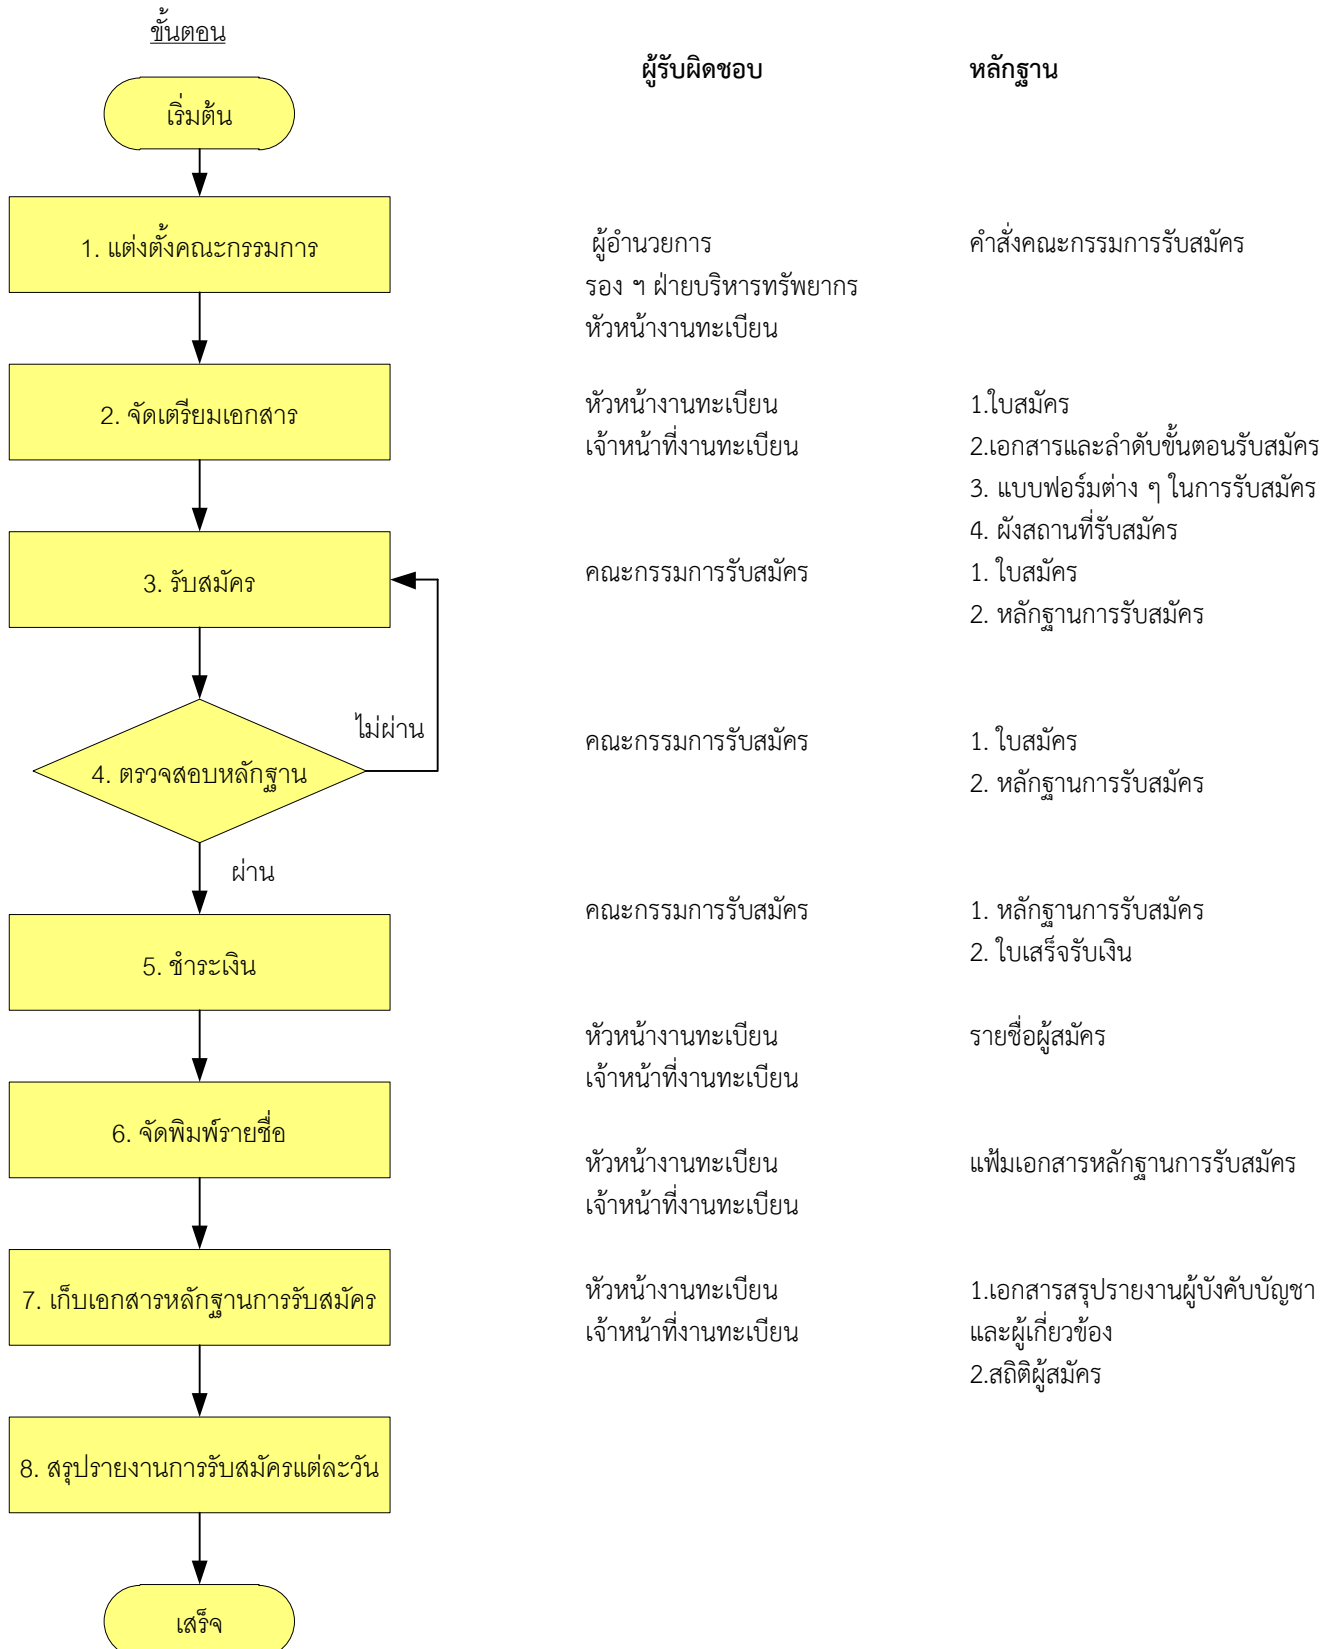 ขั้นตอน
ผู้รับผิดชอบ
หลักฐาน
เริ่มต้น
1. แต่งตั้งคณะกรรมการ
ผู้อำนวยการ
รอง ฯ ฝ่ายบริหารทรัพยากร
หัวหน้างานทะเบียน
คำสั่งคณะกรรมการรับสมัคร
2. จัดเตรียมเอกสาร
หัวหน้างานทะเบียน
เจ้าหน้าที่งานทะเบียน
1.ใบสมัคร
2.เอกสารและลำดับขั้นตอนรับสมัคร
3. แบบฟอร์มต่าง ๆ ในการรับสมัคร
4. ผังสถานที่รับสมัคร
3. รับสมัคร
คณะกรรมการรับสมัคร
1. ใบสมัคร
2. หลักฐานการรับสมัคร
ไม่ผ่าน
4. ตรวจสอบหลักฐาน
คณะกรรมการรับสมัคร
1. ใบสมัคร
2. หลักฐานการรับสมัคร
ผ่าน
5. ชำระเงิน
คณะกรรมการรับสมัคร
1. หลักฐานการรับสมัคร
2. ใบเสร็จรับเงิน
หัวหน้างานทะเบียน
เจ้าหน้าที่งานทะเบียน
รายชื่อผู้สมัคร
6. จัดพิมพ์รายชื่อ
หัวหน้างานทะเบียน
เจ้าหน้าที่งานทะเบียน
แฟ้มเอกสารหลักฐานการรับสมัคร
7. เก็บเอกสารหลักฐานการรับสมัคร
หัวหน้างานทะเบียน
เจ้าหน้าที่งานทะเบียน
1.เอกสารสรุปรายงานผู้บังคับบัญชา
และผู้เกี่ยวข้อง
2.สถิติผู้สมัคร
8. สรุปรายงานการรับสมัครแต่ละวัน
เสร็จ